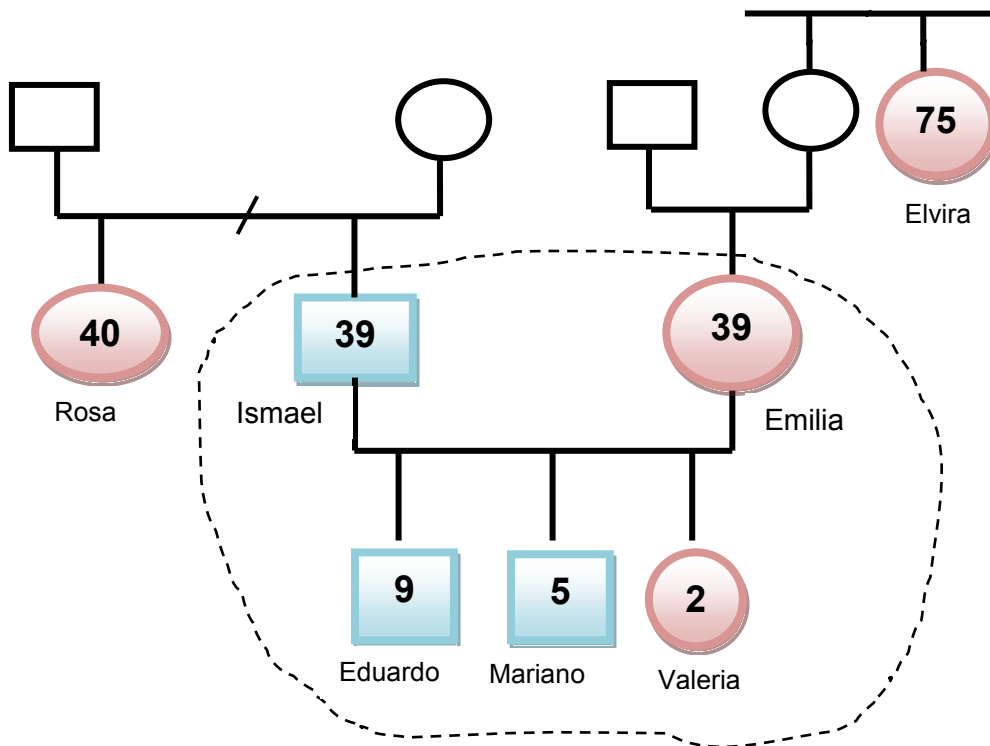 75
Elvira
40
39
39
Rosa
Ismael
Emilia
9
5
2
Eduardo
Mariano
Valeria